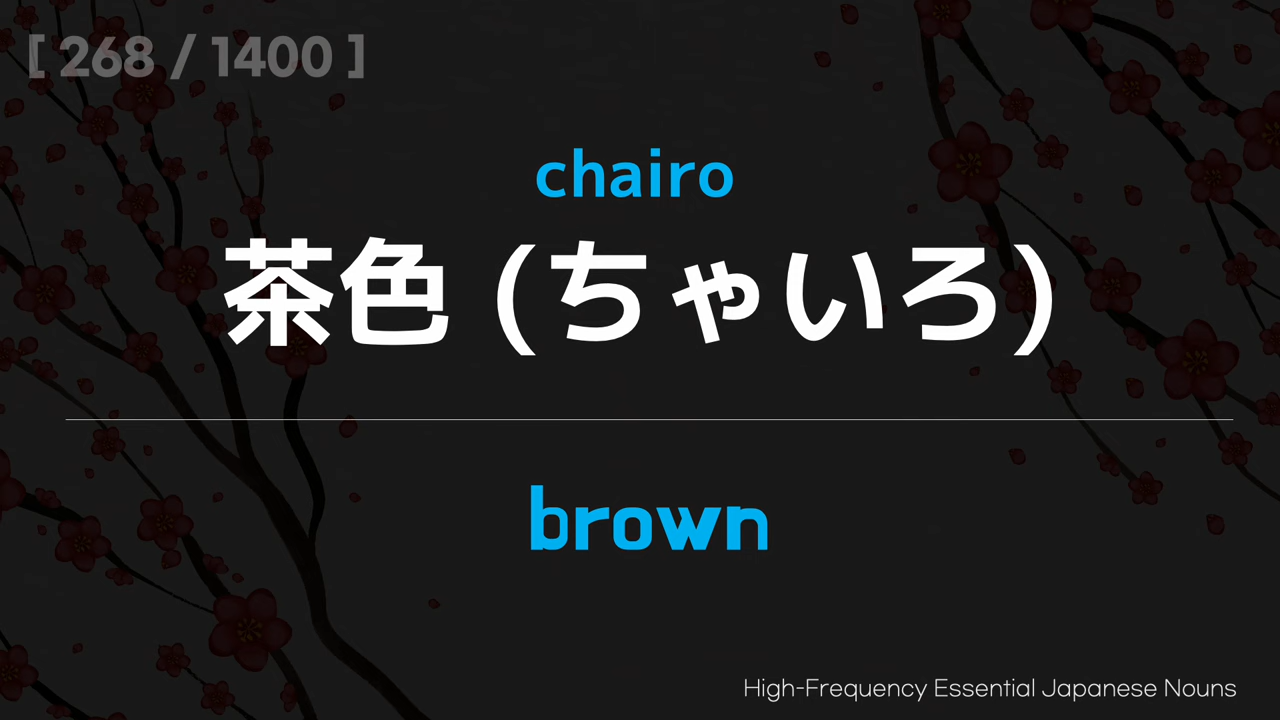 [ 268 / 1400 ]
chairo
茶色 (ちゃいろ)
brown
High-Frequency Essential Japanese Nouns